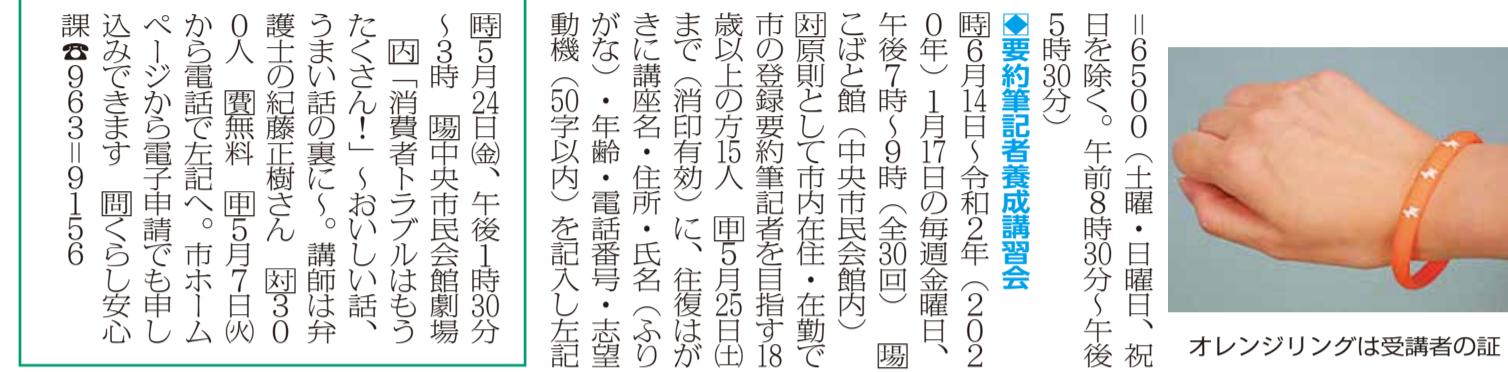 ＝6500（土曜・日曜日、祝
日を除く。午前8時30分～午後
5時30分）
◆要約筆記者養成講習会
時6月14日～令和2年（202
0年）1月17日の毎週金曜日、
午後7時～9時（全30回） 場
こばと館（中央市民会館内）
対原則として市内在住・在勤で
市の登録要約筆記者を目指す18
歳以上の方15人 申5月25日㈯
まで（消印有効）に、往復はが
きに講座名・住所・氏名（ふり
がな）・年齢・電話番号・志望
動機（50字以内）を記入し左記
時5月24日㈮、午後1時30分
～3時 場中央市民会館劇場
内「消費者トラブルはもう
たくさん！」～おいしい話、
うまい話の裏に～。講師は弁
護士の紀藤正樹さん 対30
0人 費無料 申5月7日㈫
から電話で左記へ。市ホーム
ページから電子申請でも申し
込みできます 問くらし安心
課☎963＝9156
オレンジリングは受講者の証